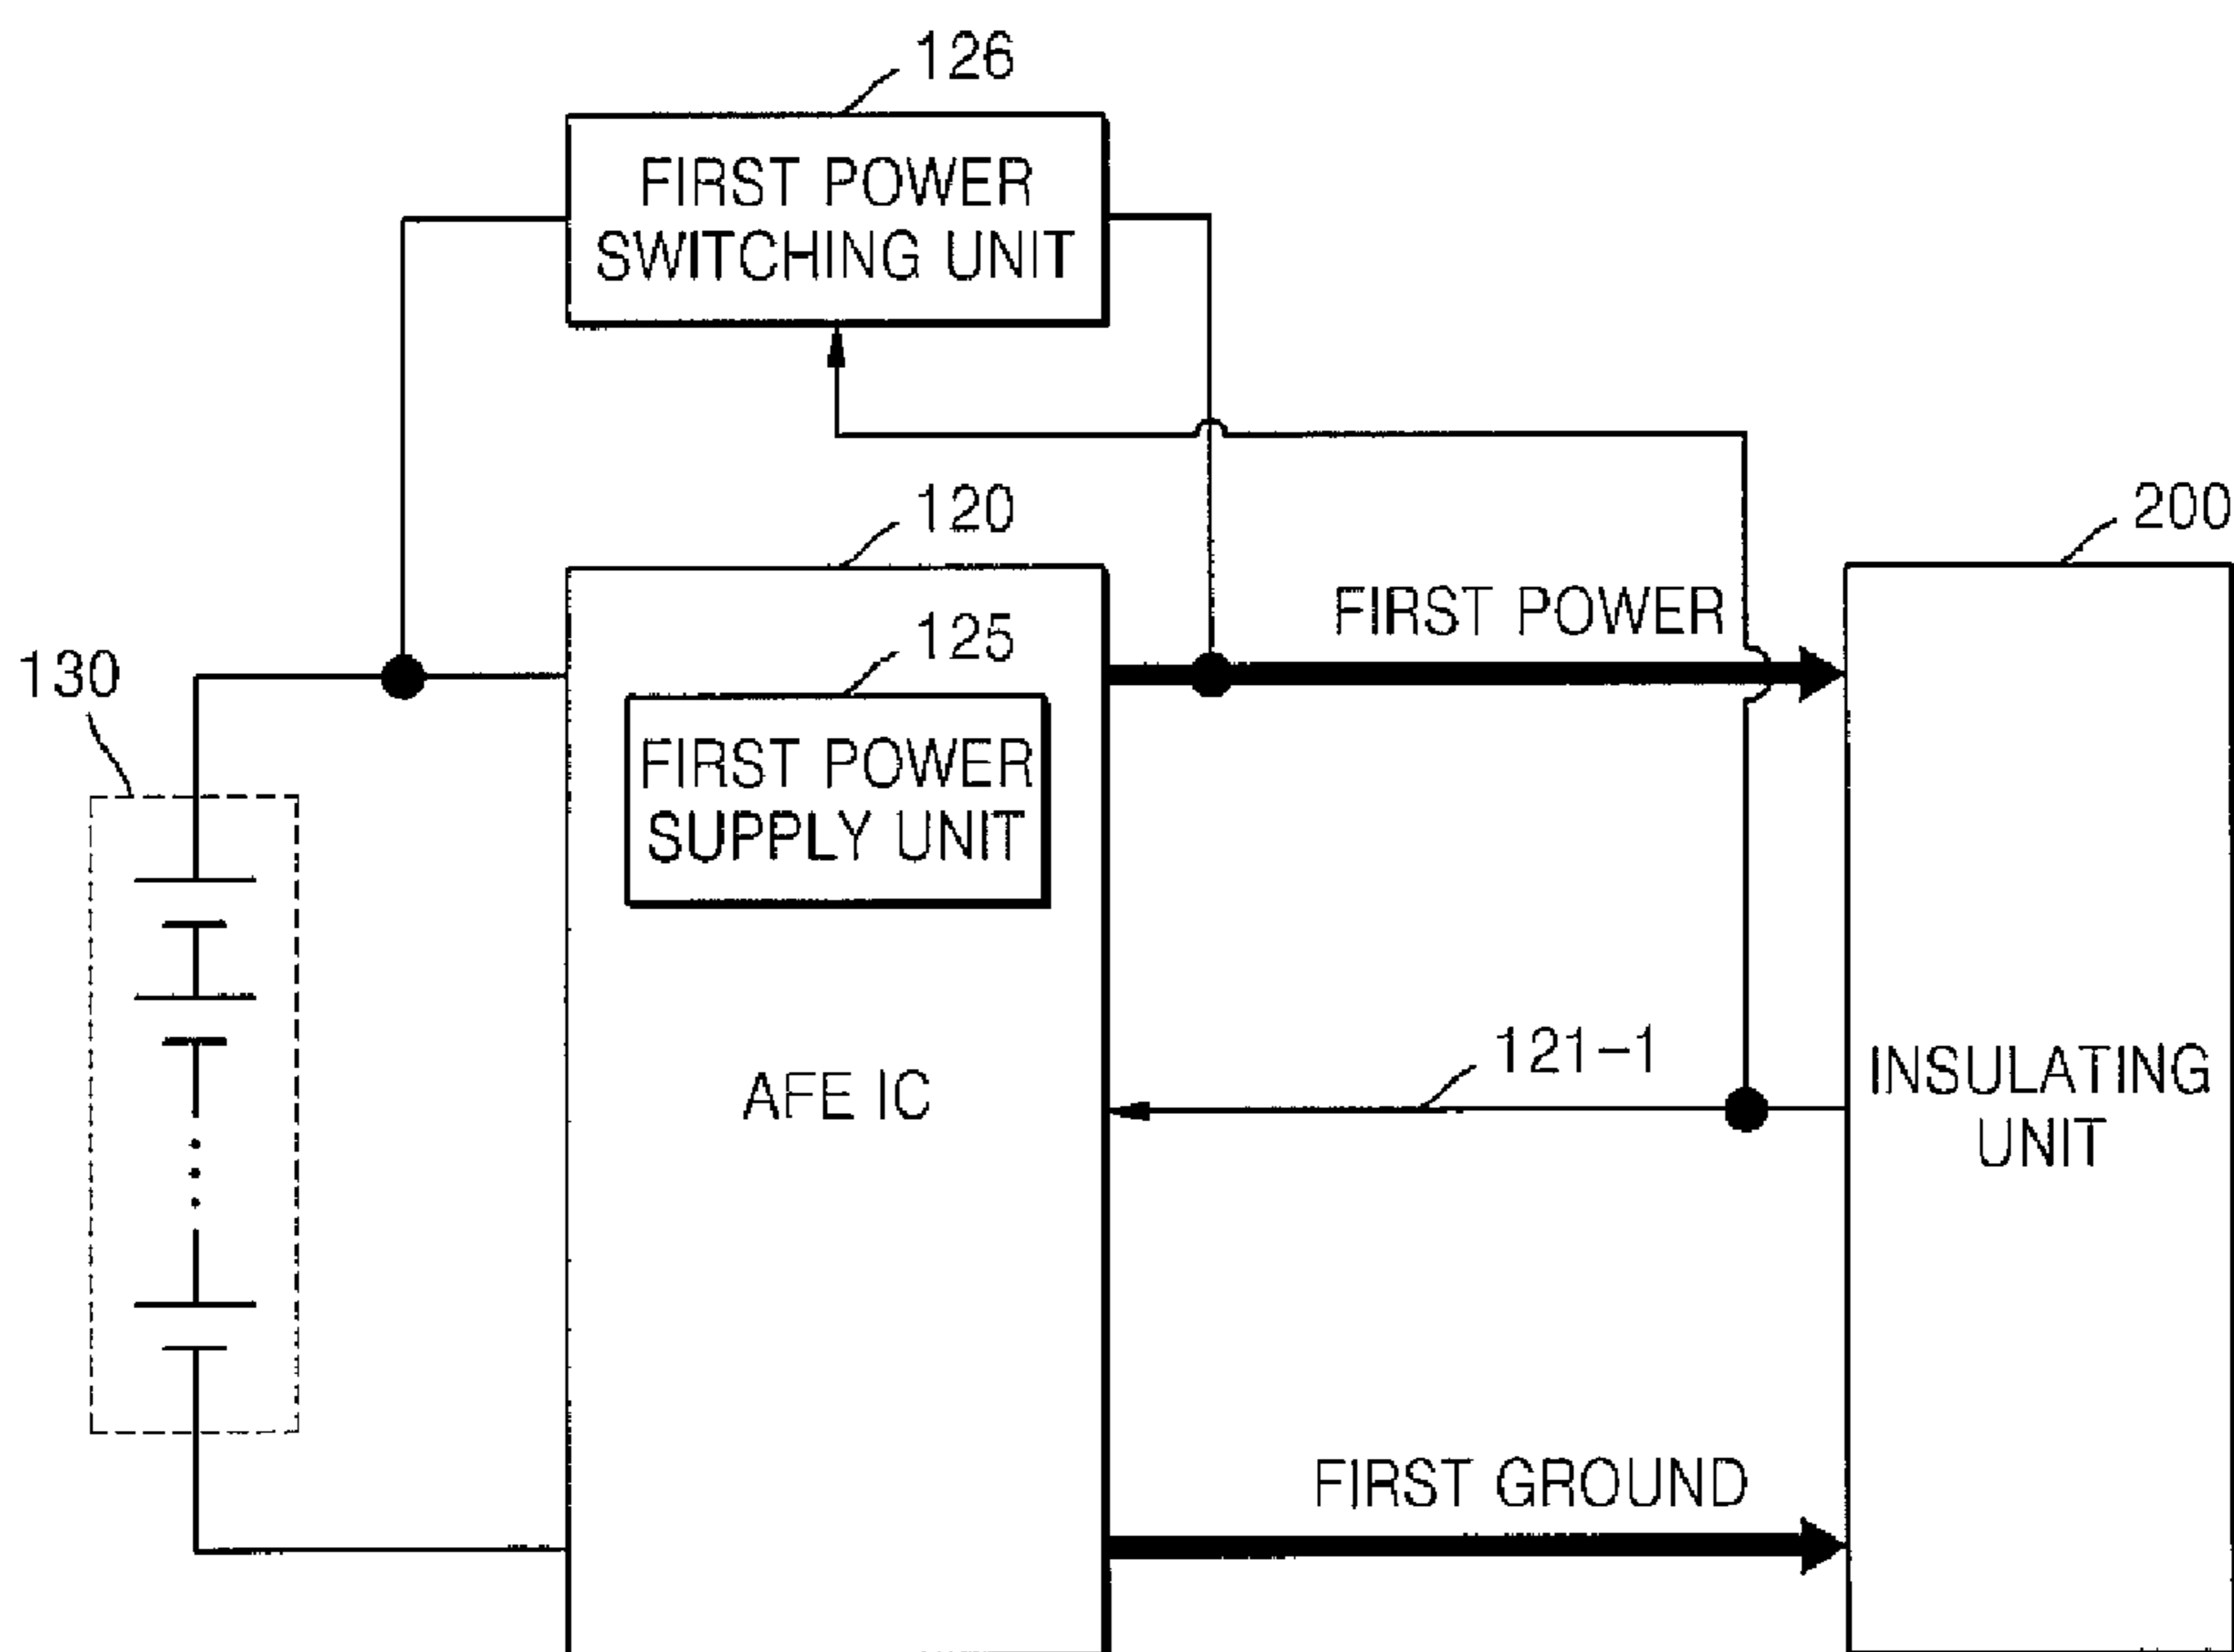 126
FIRST POWER
SWITCHING UNIT
120
200
FIRST POWER
125
130
FIRST POWER
SUPPLY UNIT
121-1
AFE IC
INSULATING
UNIT
FIRST GROUND